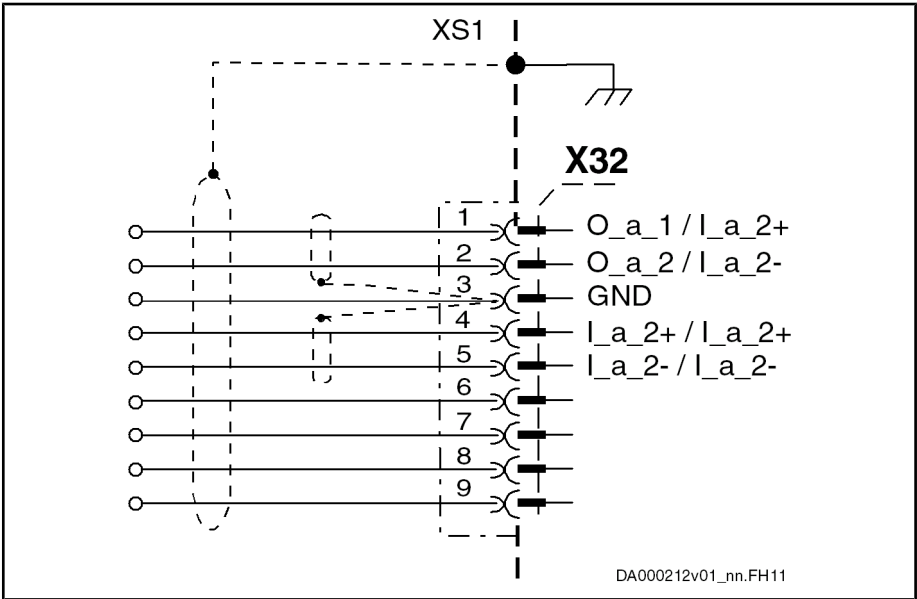 XS1
X32
1 O_a_1 / I_a_2+
2 O_a_2 / I_a_2-
3 GND
4 I_a_2+ / I_a_2+
5 I_a_2- / I_a_2-
6
7
8
9
DA000212v01_nn.FH11